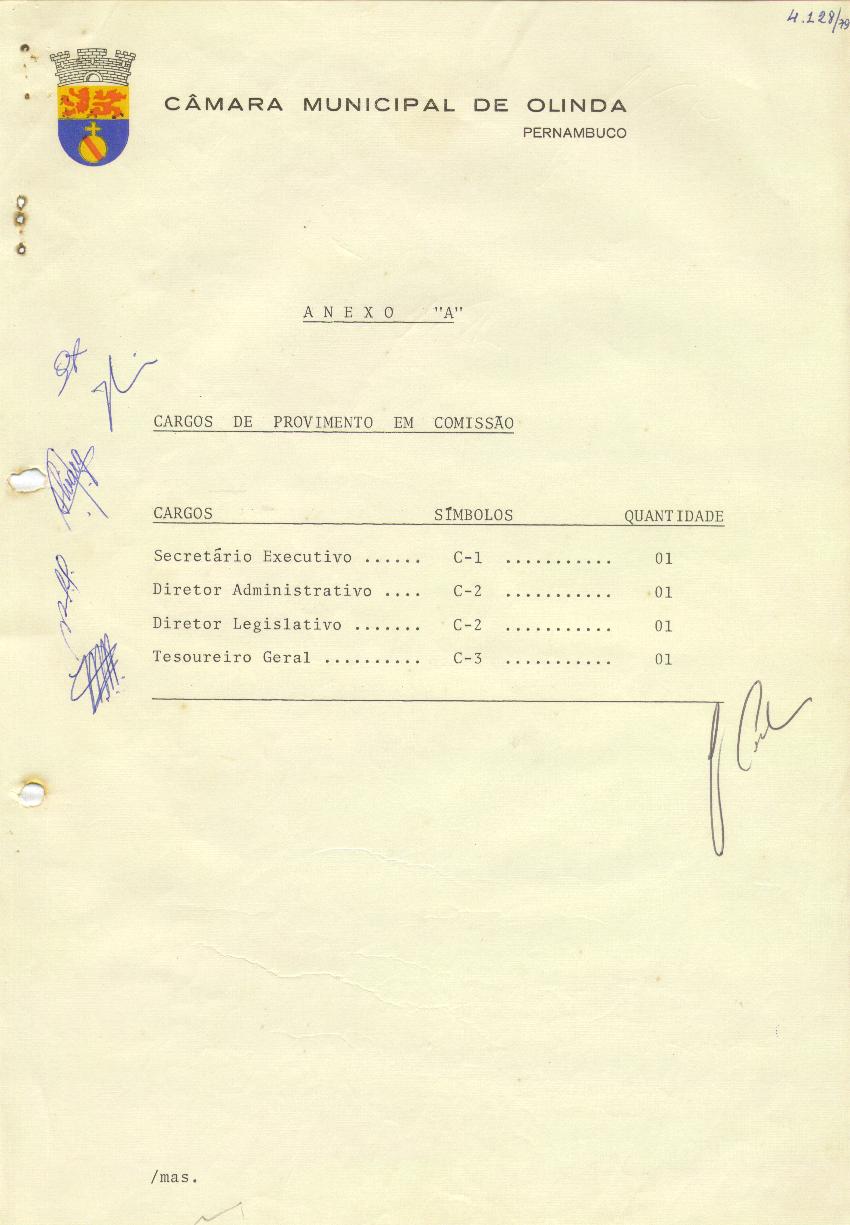 4.128/79
CÂMARA MUNICIPAL DE OLINDA
PERNAMBUCO
A N E X O "A"
CARGOS DE PROVIMENTO EM COMISSÃO
CARGOS SÍMBOLOS QUANTIDADE
Secretário Executivo ...... C-1 ........... 01
Diretor Administrativo .... C-2 ........... 01
Diretor Legislativo ....... C-2 ........... 01
Tesoureiro Geral .......... C-3 ........... 01
/mas.